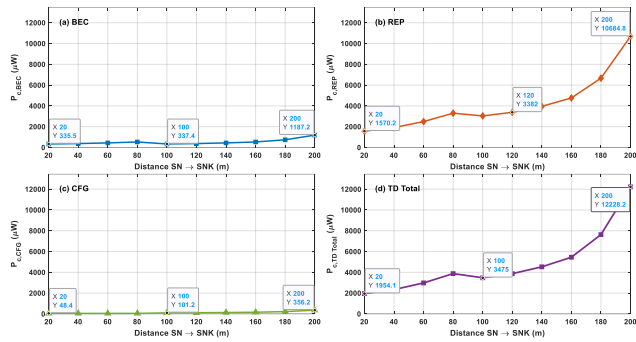 (a) BEC
12000
10000
8000
6000
4000
2000
0
P c,BEC (μW)
X 20
Y 335.5
X 100
Y 337.4
X 200
Y 1187.2
20 40 60 80 100 120 140 160 180 200
Distance SN → SNK (m)
(b) REP
12000
10000
8000
6000
4000
2000
0
P c,REP (μW)
X 20
Y 1570.2
X 120
Y 3382
X 200
Y 10684.8
20 40 60 80 100 120 140 160 180 200
Distance SN → SNK (m)
(c) CFG
12000
10000
8000
6000
4000
2000
0
P c,CFG (μW)
X 20
Y 48.4
X 100
Y 101.2
X 200
Y 356.2
20 40 60 80 100 120 140 160 180 200
Distance SN → SNK (m)
(d) TD Total
12000
10000
8000
6000
4000
2000
0
P c,TD Total (μW)
X 20
Y 1954.1
X 100
Y 3475
X 200
Y 12228.2
20 40 60 80 100 120 140 160 180 200
Distance SN → SNK (m)